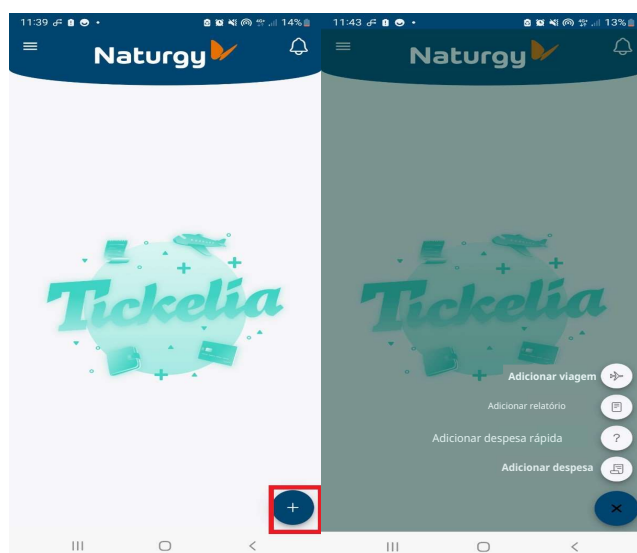 11:39
14%
Naturgy
Tickelia
11:43
13%
Naturgy
Tickelia
Adicionar viagem
Adicionar relatório
Adicionar despesa rápida
?
Adicionar despesa